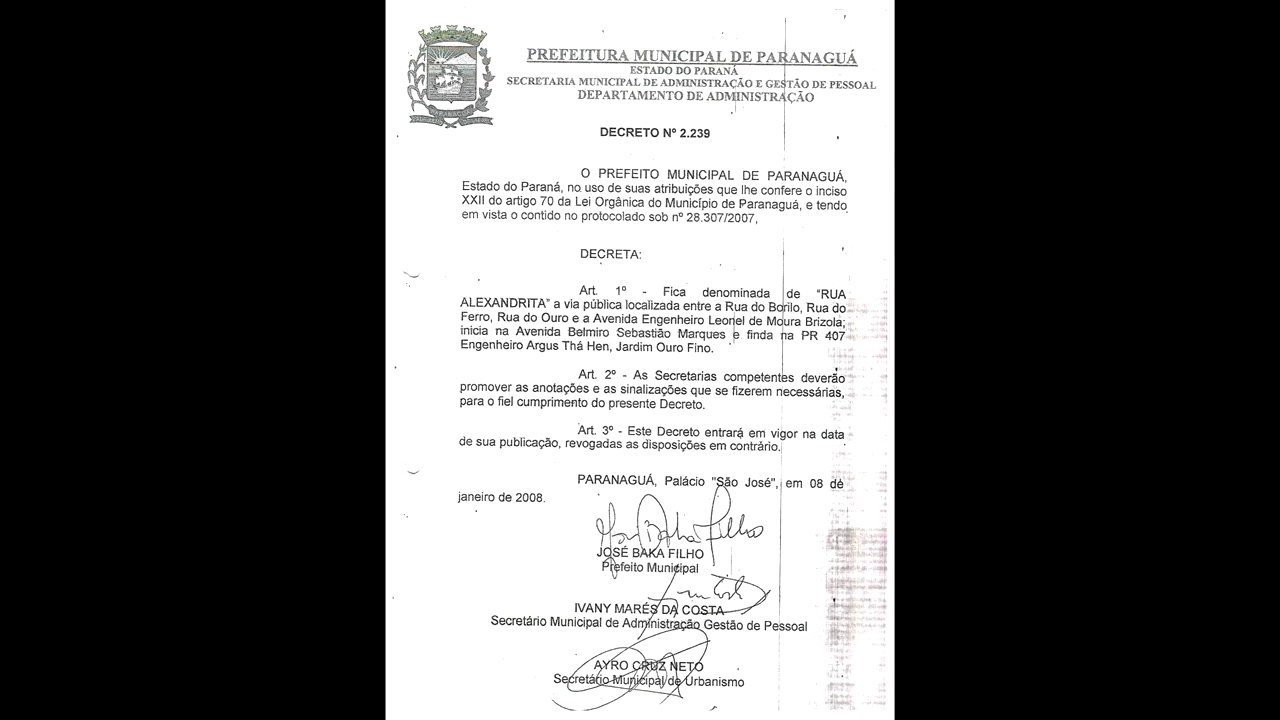 PREFEITURA MUNICIPAL DE PARANAGUÁ
ESTADO DO PARANÁ
SECRETARIA MUNICIPAL DE ADMINISTRAÇÃO E GESTÃO DE PESSOAL
DEPARTAMENTO DE ADMINISTRAÇÃO
DECRETO Nº 2.239
O PREFEITO MUNICIPAL DE PARANAGUÁ,
Estado do Paraná, no uso de suas atribuições que lhe confere o inciso
XXII do artigo 70 da Lei Orgânica do Município de Paranaguá, e tendo
em vista o contido no protocolado sob nº 28.307/2007,
DECRETA:
Art. 1º - Fica denominada de “RUA
ALEXANDRITA” a via pública localizada entre a Rua do Borilo, Rua do
Ferro, Rua do Ouro e a Avenida Engenheiro Leonel de Moura Brizola;
inicia na Avenida Belmiro Sebastião Marques e finda na PR 407
Engenheiro Argus Thá Hen, Jardim Ouro Fino.
Art. 2º - As Secretarias competentes deverão
promover as anotações e as sinalizações que se fizerem necessárias,
para o fiel cumprimento do presente Decreto.
Art. 3º - Este Decreto entrará em vigor na data
de sua publicação, revogadas as disposições em contrário.
PARANAGUÁ, Palácio "São José", em 08 de
janeiro de 2008.
JOSÉ BAKA FILHO
Prefeito Municipal
IVANY MARÉS DA COSTA
Secretário Municipal de Administração Gestão de Pessoal
AYRO CRUZ NETO
Secretário Municipal de Urbanismo